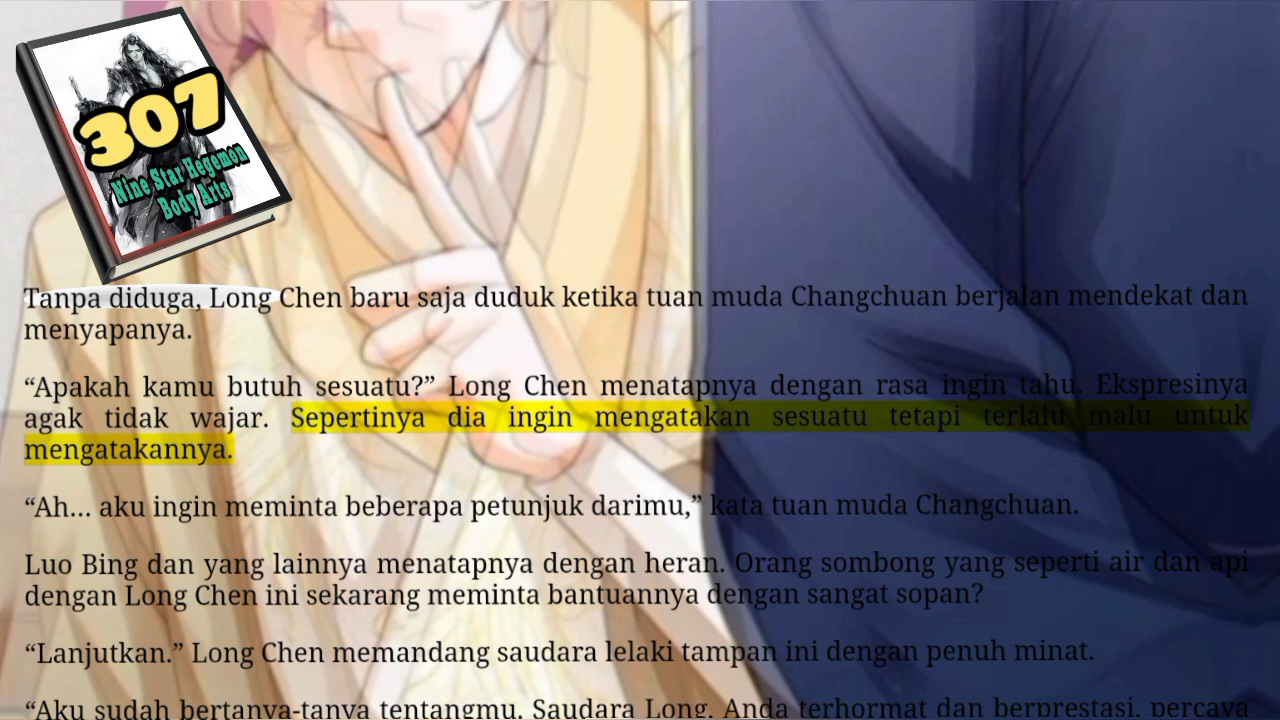 307
Nine Star Hegemon
Body Arts
Tanpa diduga, Long Chen baru saja duduk ketika tuan muda Changchuan berjalan mendekat dan
menyapanya.
“Apakah kamu butuh sesuatu?” Long Chen menatapnya dengan rasa ingin tahu. Ekspresinya
agak tidak wajar. Sepertinya dia ingin mengatakan sesuatu tetapi terlalu malu untuk
mengatakannya.
“Ah… aku ingin meminta beberapa petunjuk darimu,” kata tuan muda Changchuan.
Luo Bing dan yang lainnya menatapnya dengan heran. Orang sombong yang seperti air dan api
dengan Long Chen ini sekarang meminta bantuannya dengan sangat sopan?
“Lanjutkan.” Long Chen memandang saudara lelaki tampan ini dengan penuh minat.
“Aku sudah bertanya-tanya tentangmu. Saudara Long, Anda terhormat dan berprestasi, percaya